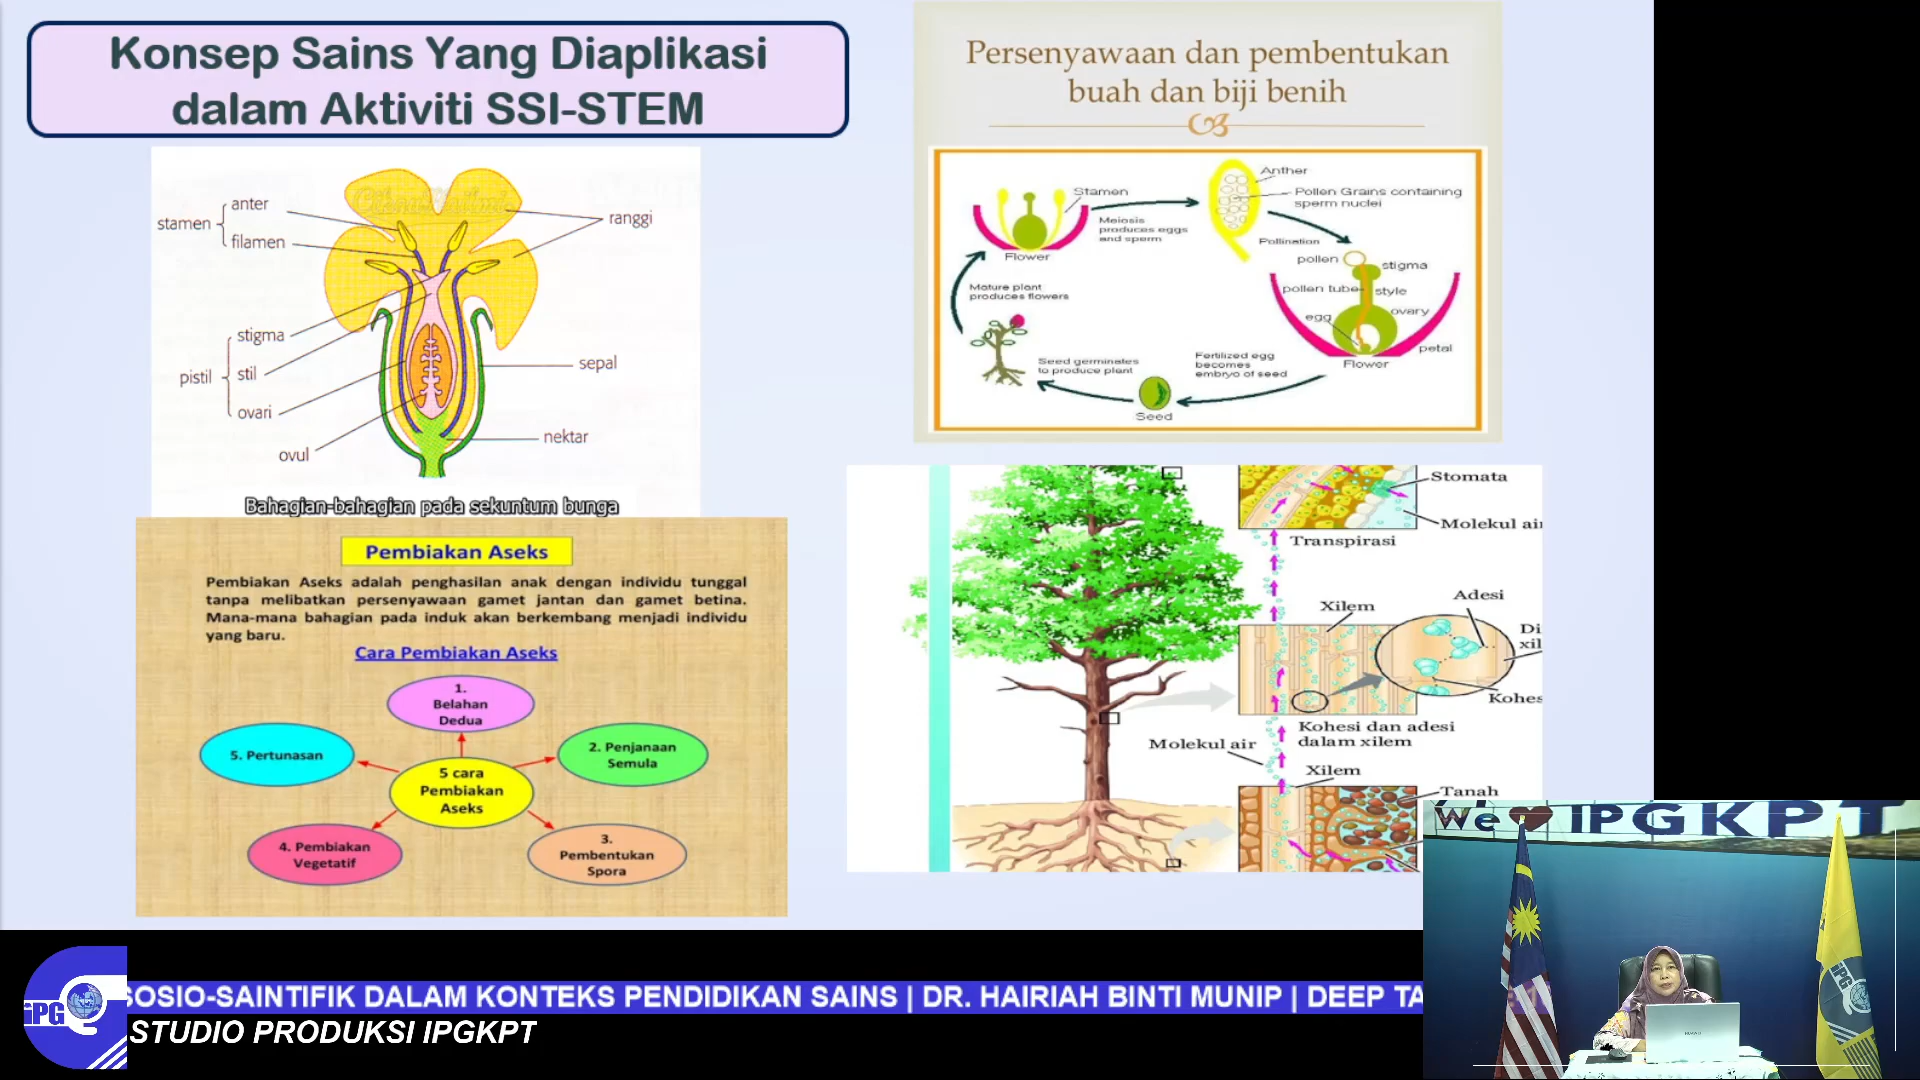 Konsep Sains Yang Diaplikasi
dalam Aktiviti SSI-STEM
stamen
anter
filamen
ranggi
stigma
pistil
stil
ovari
ovul
sepal
nektar
Bahagian-bahagian pada sekuntum bunga
Persenyawaan dan pembentukan
buah dan biji benih
Stamen
Flower
Meiosis
produces eggs
and sperm
Anther
Pollen Grains containing
sperm nuclei
Pollination
pollen
stigma
pollen tube
style
egg
ovary
petal
Flower
Fertilized egg
becomes
embryo of seed
Seed
Seed germinates
to produce plant
Mature plant
produces flowers
Pembiakan Aseks
Pembiakan Aseks adalah penghasilan anak dengan individu tunggal
tanpa melibatkan persenyawaan gamet jantan dan gamet betina.
Mana-mana bahagian pada induk akan berkembang menjadi individu
yang baru.
Cara Pembiakan Aseks
1.
Belahan
Dedua
2. Penjanaan
Semula
3.
Pembentukan
Spora
4. Pembiakan
Vegetatif
5. Pertunasan
5 cara
Pembiakan
Aseks
Stomata
Molekul air
Transpirasi
Xilem
Adesi
Di
xil
Kohes
Kohesi dan adesi
dalam xilem
Molekul air
Xilem
Tanah
We IPGKPT
iPG
SOSIO-SAINTIFIK DALAM KONTEKS PENDIDIKAN SAINS | DR. HAIRIAH BINTI MUNIP | DEEP TA
STUDIO PRODUKSI IPGKPT